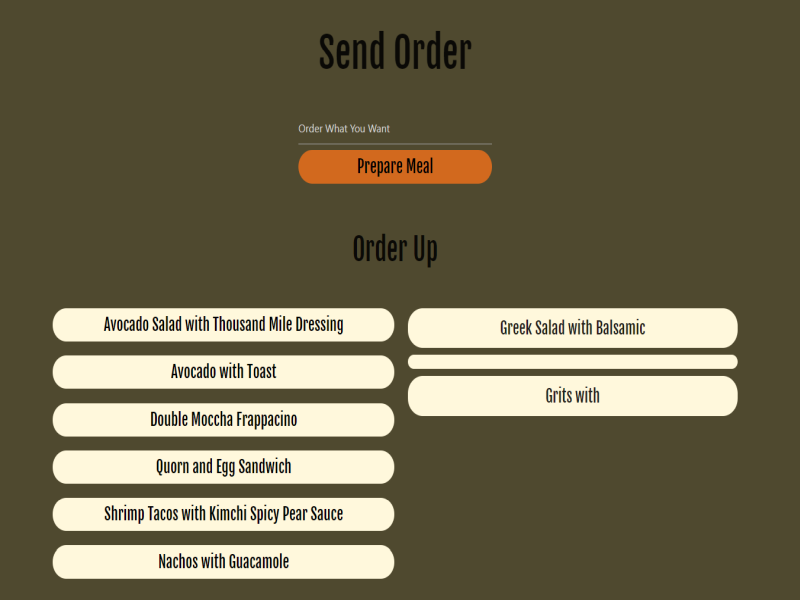 Send Order
Order What You Want
Prepare Meal
Order Up
Avocado Salad with Thousand Mile Dressing
Avocado with Toast
Double Moccha Frappacino
Quorn and Egg Sandwich
Shrimp Tacos with Kimchi Spicy Pear Sauce
Nachos with Guacamole
Greek Salad with Balsamic
Grits with